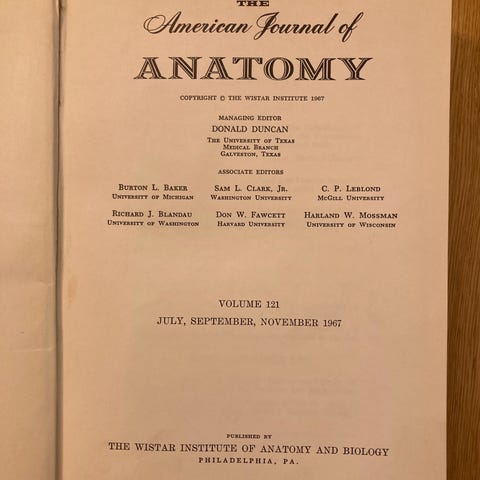 THE
American Journal of
ANATOMY
COPYRIGHT © THE WISTAR INSTITUTE 1967
MANAGING EDITOR
DONALD DUNCAN
THE UNIVERSITY OF TEXAS
MEDICAL BRANCH
GALVESTON, TEXAS
ASSOCIATE EDITORS
BURTON L. BAKER
UNIVERSITY OF MICHIGAN
SAM L. CLARK, JR.
WASHINGTON UNIVERSITY
C. P. LEBLOND
MCGILL UNIVERSITY
RICHARD J. BLANDAU
UNIVERSITY OF WASHINGTON
DON W. FAWCETT
HARVARD UNIVERSITY
HARLAND W. MOSSMAN
UNIVERSITY OF WISCONSIN
VOLUME 121
JULY, SEPTEMBER, NOVEMBER 1967
PUBLISHED BY
THE WISTAR INSTITUTE OF ANATOMY AND BIOLOGY
PHILADELPHIA, PA.